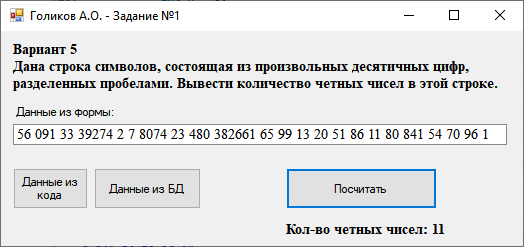 Голиков А.О. - Задание №1
Вариант 5
Дана строка символов, состоящая из произвольных десятичных цифр,
разделенных пробелами. Вывести количество четных чисел в этой строке.
Данные из формы:
56 091 33 39274 2 7 8074 23 480 382661 65 99 13 20 51 86 11 80 841 54 70 96 1
Данные из
кода
Данные из БД
Посчитать
Кол-во четных чисел: 11